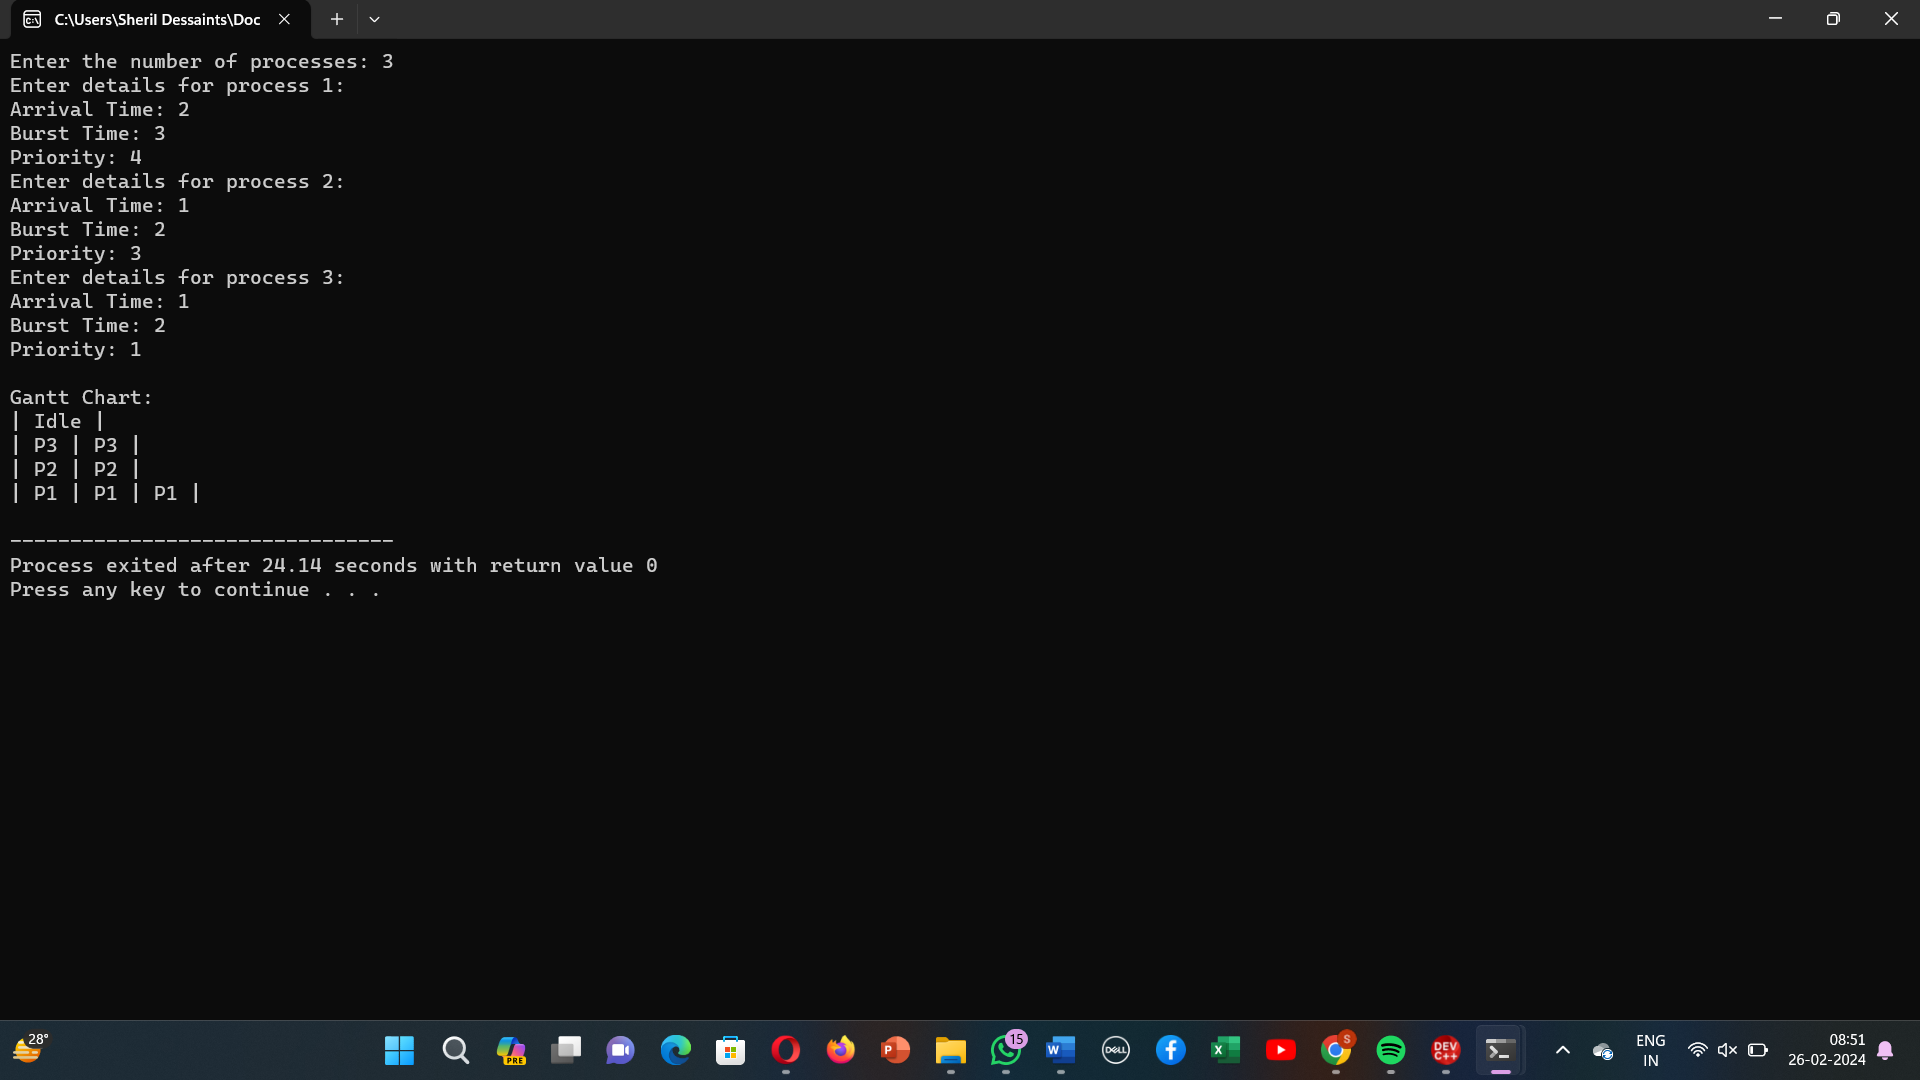 C:\Users\Sheril Dessaints\Doc
Enter the number of processes: 3
Enter details for process 1:
Arrival Time: 2
Burst Time: 3
Priority: 4
Enter details for process 2:
Arrival Time: 1
Burst Time: 2
Priority: 3
Enter details for process 3:
Arrival Time: 1
Burst Time: 2
Priority: 1
Gantt Chart:
| Idle |
| P3 | P3 |
| P2 | P2 |
| P1 | P1 | P1 |
--------------------------------
Process exited after 24.14 seconds with return value 0
Press any key to continue . . .
28°
PRE
P
15
W
DELL
X
S
DEV
C++
ENG
IN
08:51
26-02-2024